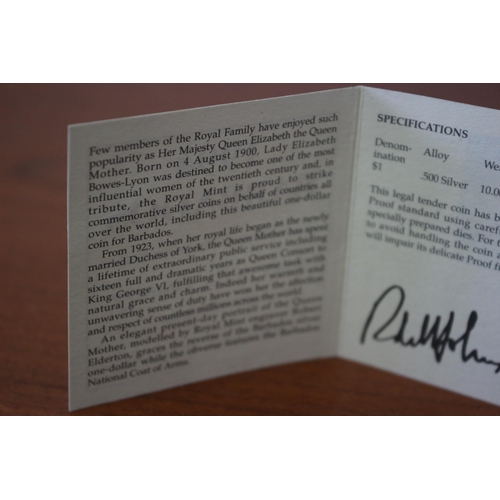 Few members of the Royal Family have enjoyed such
popularity as Her Majesty Queen Elizabeth the Queen
Mother. Born on 4 August 1900, Lady Elizabeth
Bowes-Lyon was destined to become one of the most
influential women of the twentieth century and, in
tribute, the Royal Mint is proud to strike
commemorative silver coins on behalf of countries all
over the world, including this beautiful one-dollar
coin for Barbados.
From 1923, when her royal life began as the newly
married Duchess of York, the Queen Mother has spent
a lifetime of extraordinary public service including
sixteen full and dramatic years as Queen Consort to
King George VI, fulfilling that awesome task with
natural grace and charm. Indeed her warmth and
unwavering sense of duty have won her the affection
and respect of countless millions across the world.
An elegant present-day portrait of the Queen
Mother, modelled by Royal Mint engraver Robert
Elderton, graces the reverse of the Barbados silver
one-dollar while the obverse features the Barbados
National Coat of Arms.
SPECIFICATIONS
Denom- Alloy We
ination
$1 .500 Silver 10.0
This legal tender coin has b
Proof standard using caref
specially prepared dies. For
to avoid handling the coin a
will impair its delicate Proof f